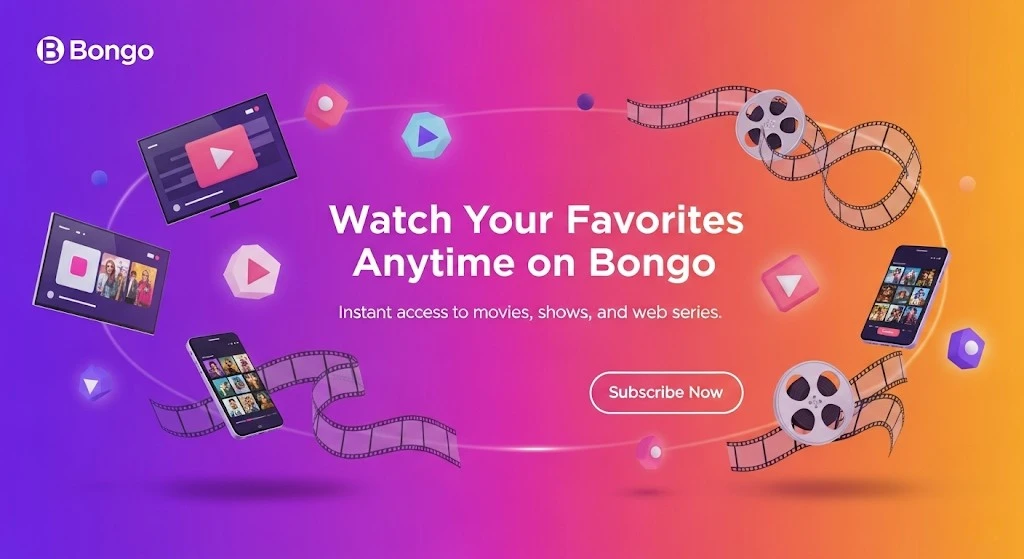 Bongo
Watch Your Favorites
Anytime on Bongo
Instant access to movies, shows, and web series.
Subscribe Now